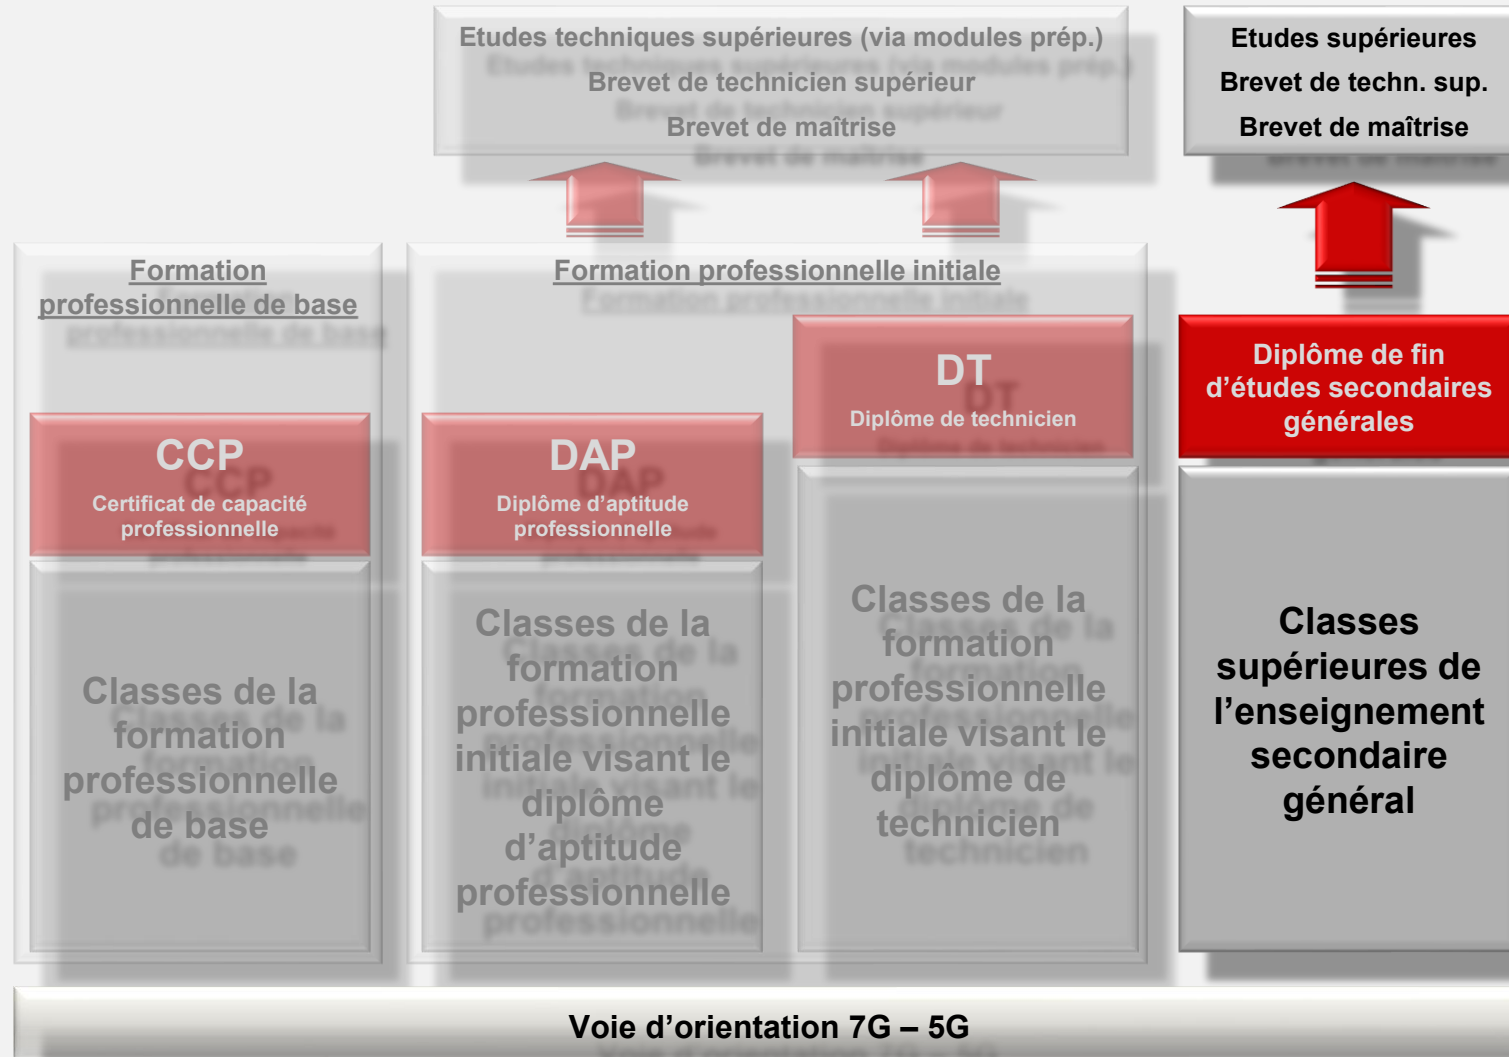 Etudes techniques supérieures (via modules prép.)
Brevet de technicien supérieur
Brevet de maîtrise
Etudes supérieures
Brevet de techn. sup.
Brevet de maîtrise
Formation
professionnelle de base
CCP
Certificat de capacité
professionnelle
Classes de la
formation
professionnelle
de base
Formation professionnelle initiale
DAP
Diplôme d’aptitude
professionnelle
Classes de la
formation
professionnelle
initiale visant le
diplôme
d’aptitude
professionnelle
DT
Diplôme de technicien
Classes de la
formation
professionnelle
initiale visant le
diplôme de
technicien
Diplôme de fin
d’études secondaires
générales
Classes
supérieures de
l’enseignement
secondaire
général
Voie d’orientation 7G – 5G